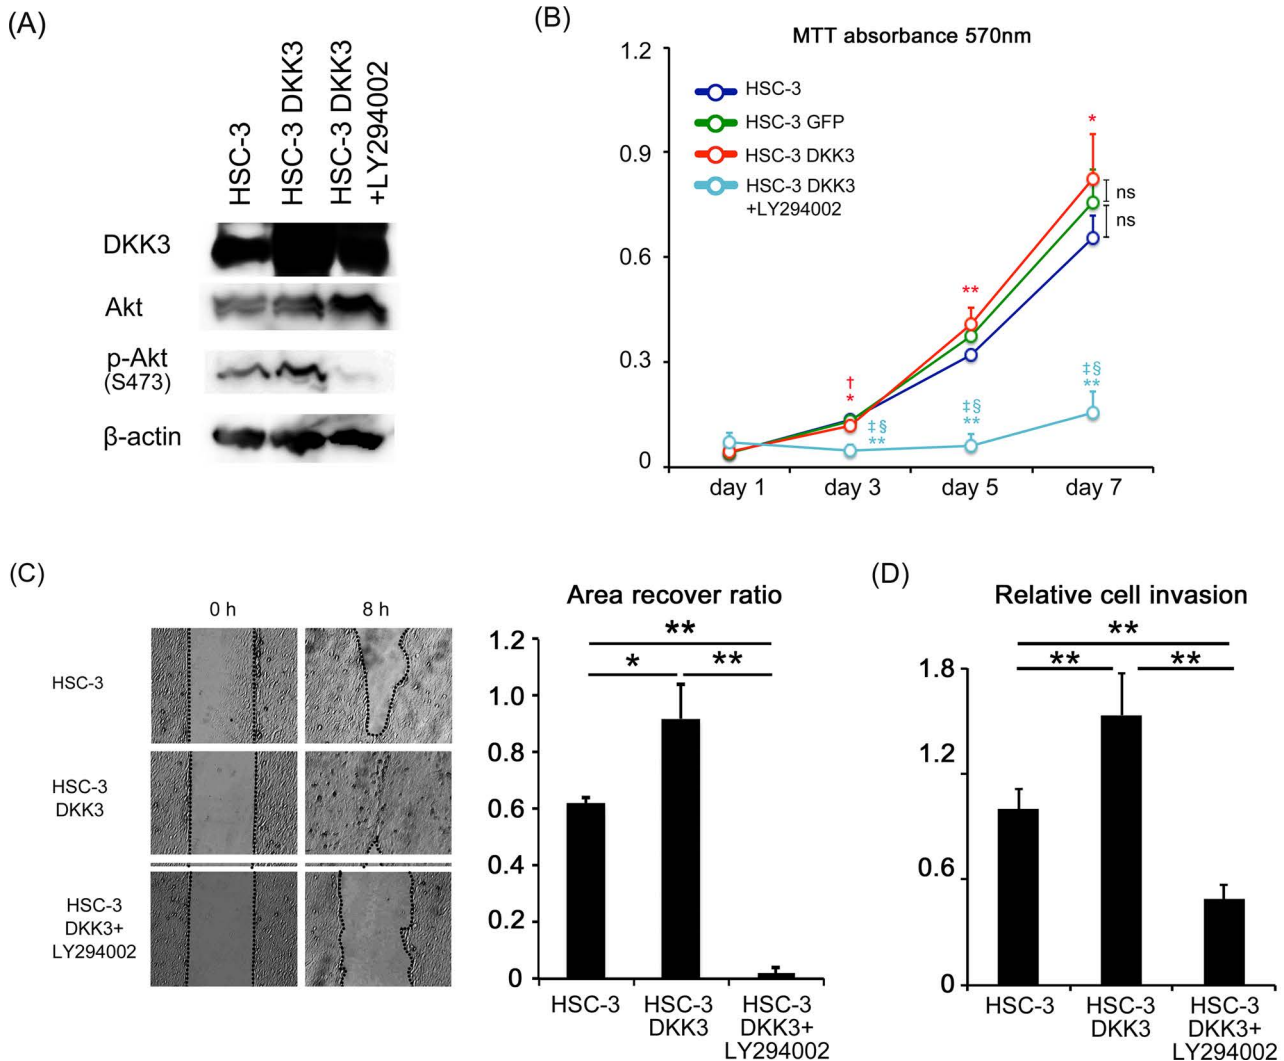 (A)
HSC-3
HSC-3 DKK3
HSC-3 DKK3
+LY294002
DKK3
Akt
p-Akt
(S473)
β-actin
(B)
MTT absorbance 570nm
1.2
0.9
0.6
0.3
0
HSC-3
HSC-3 GFP
HSC-3 DKK3
HSC-3 DKK3
+LY294002
*
ns
ns
**
†
*
‡§
**
‡§
**
‡§
**
day 1
day 3
day 5
day 7
(C)
0 h
8 h
HSC-3
HSC-3
DKK3
HSC-3
DKK3+
LY294002
Area recover ratio
**
*
**
1.2
1.0
0.8
0.6
0.4
0.2
0
HSC-3
HSC-3
DKK3
HSC-3
DKK3+
LY294002
(D)
Relative cell invasion
**
**
**
1.8
1.2
0.6
0
HSC-3
HSC-3
DKK3
HSC-3
DKK3+
LY294002